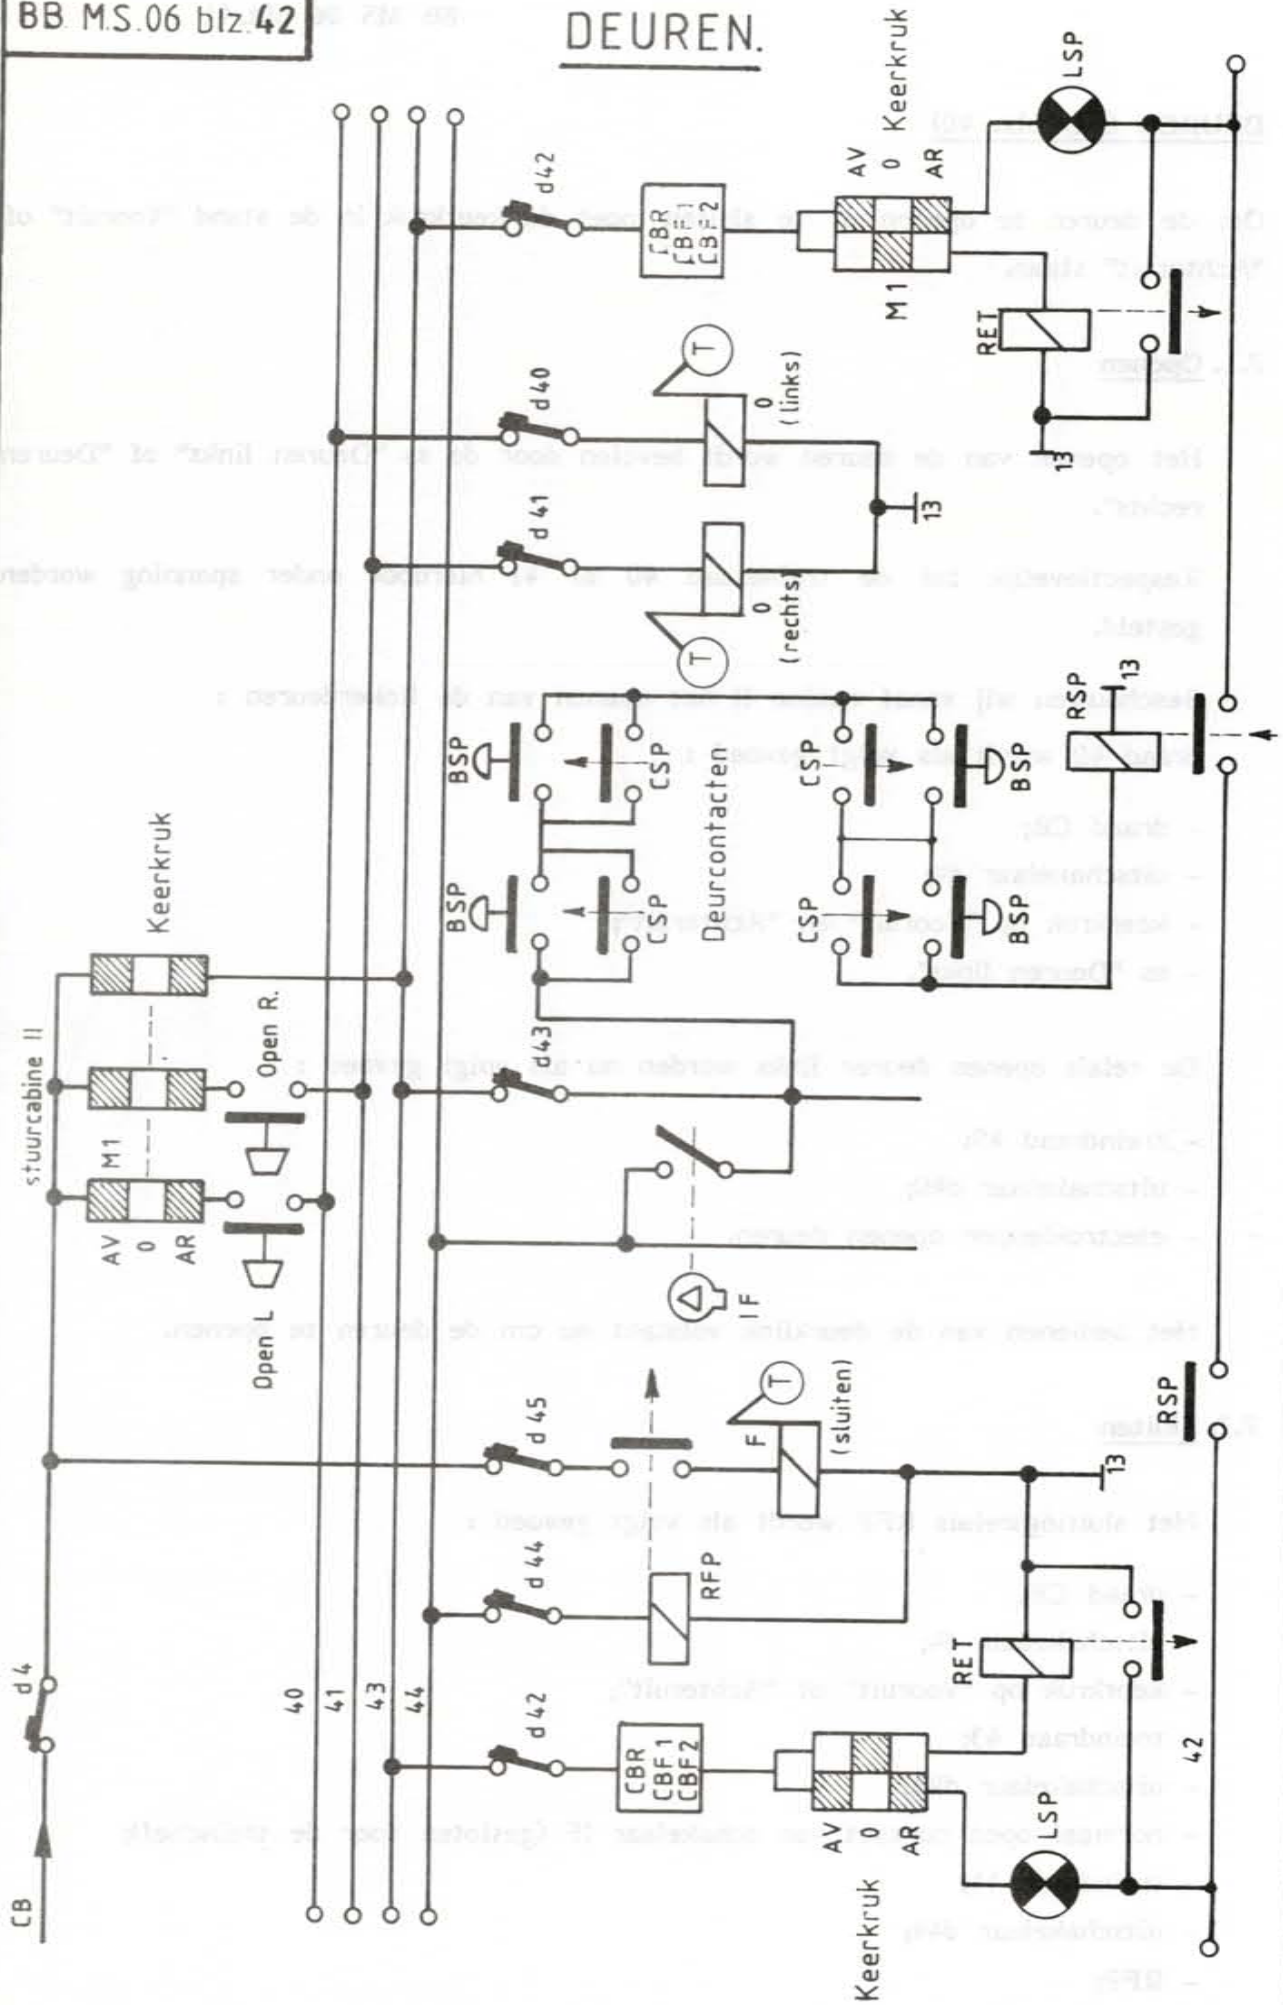 BB M.S.06 blz.42
DEUREN.
CB
d4
stuurcabine II
Keerkruk
AV
0
AR
M1
Open L
Open R.
40
41
43
44
d42
d44
d45
d43
d41
d40
d42
CBR
CBF1
CBF2
Keerkruk
AV
0
AR
LSP
RET
RFP
F
(sluiten)
T
13
IF
BSP
BSP
CSP
CSP
Deurcontacten
CSP
CSP
BSP
BSP
T
0
(rechts)
T
0
(links)
13
CBR
CBF1
CBF2
AV
0
AR
Keerkruk
M1
LSP
RET
13
RSP
13
RSP
42